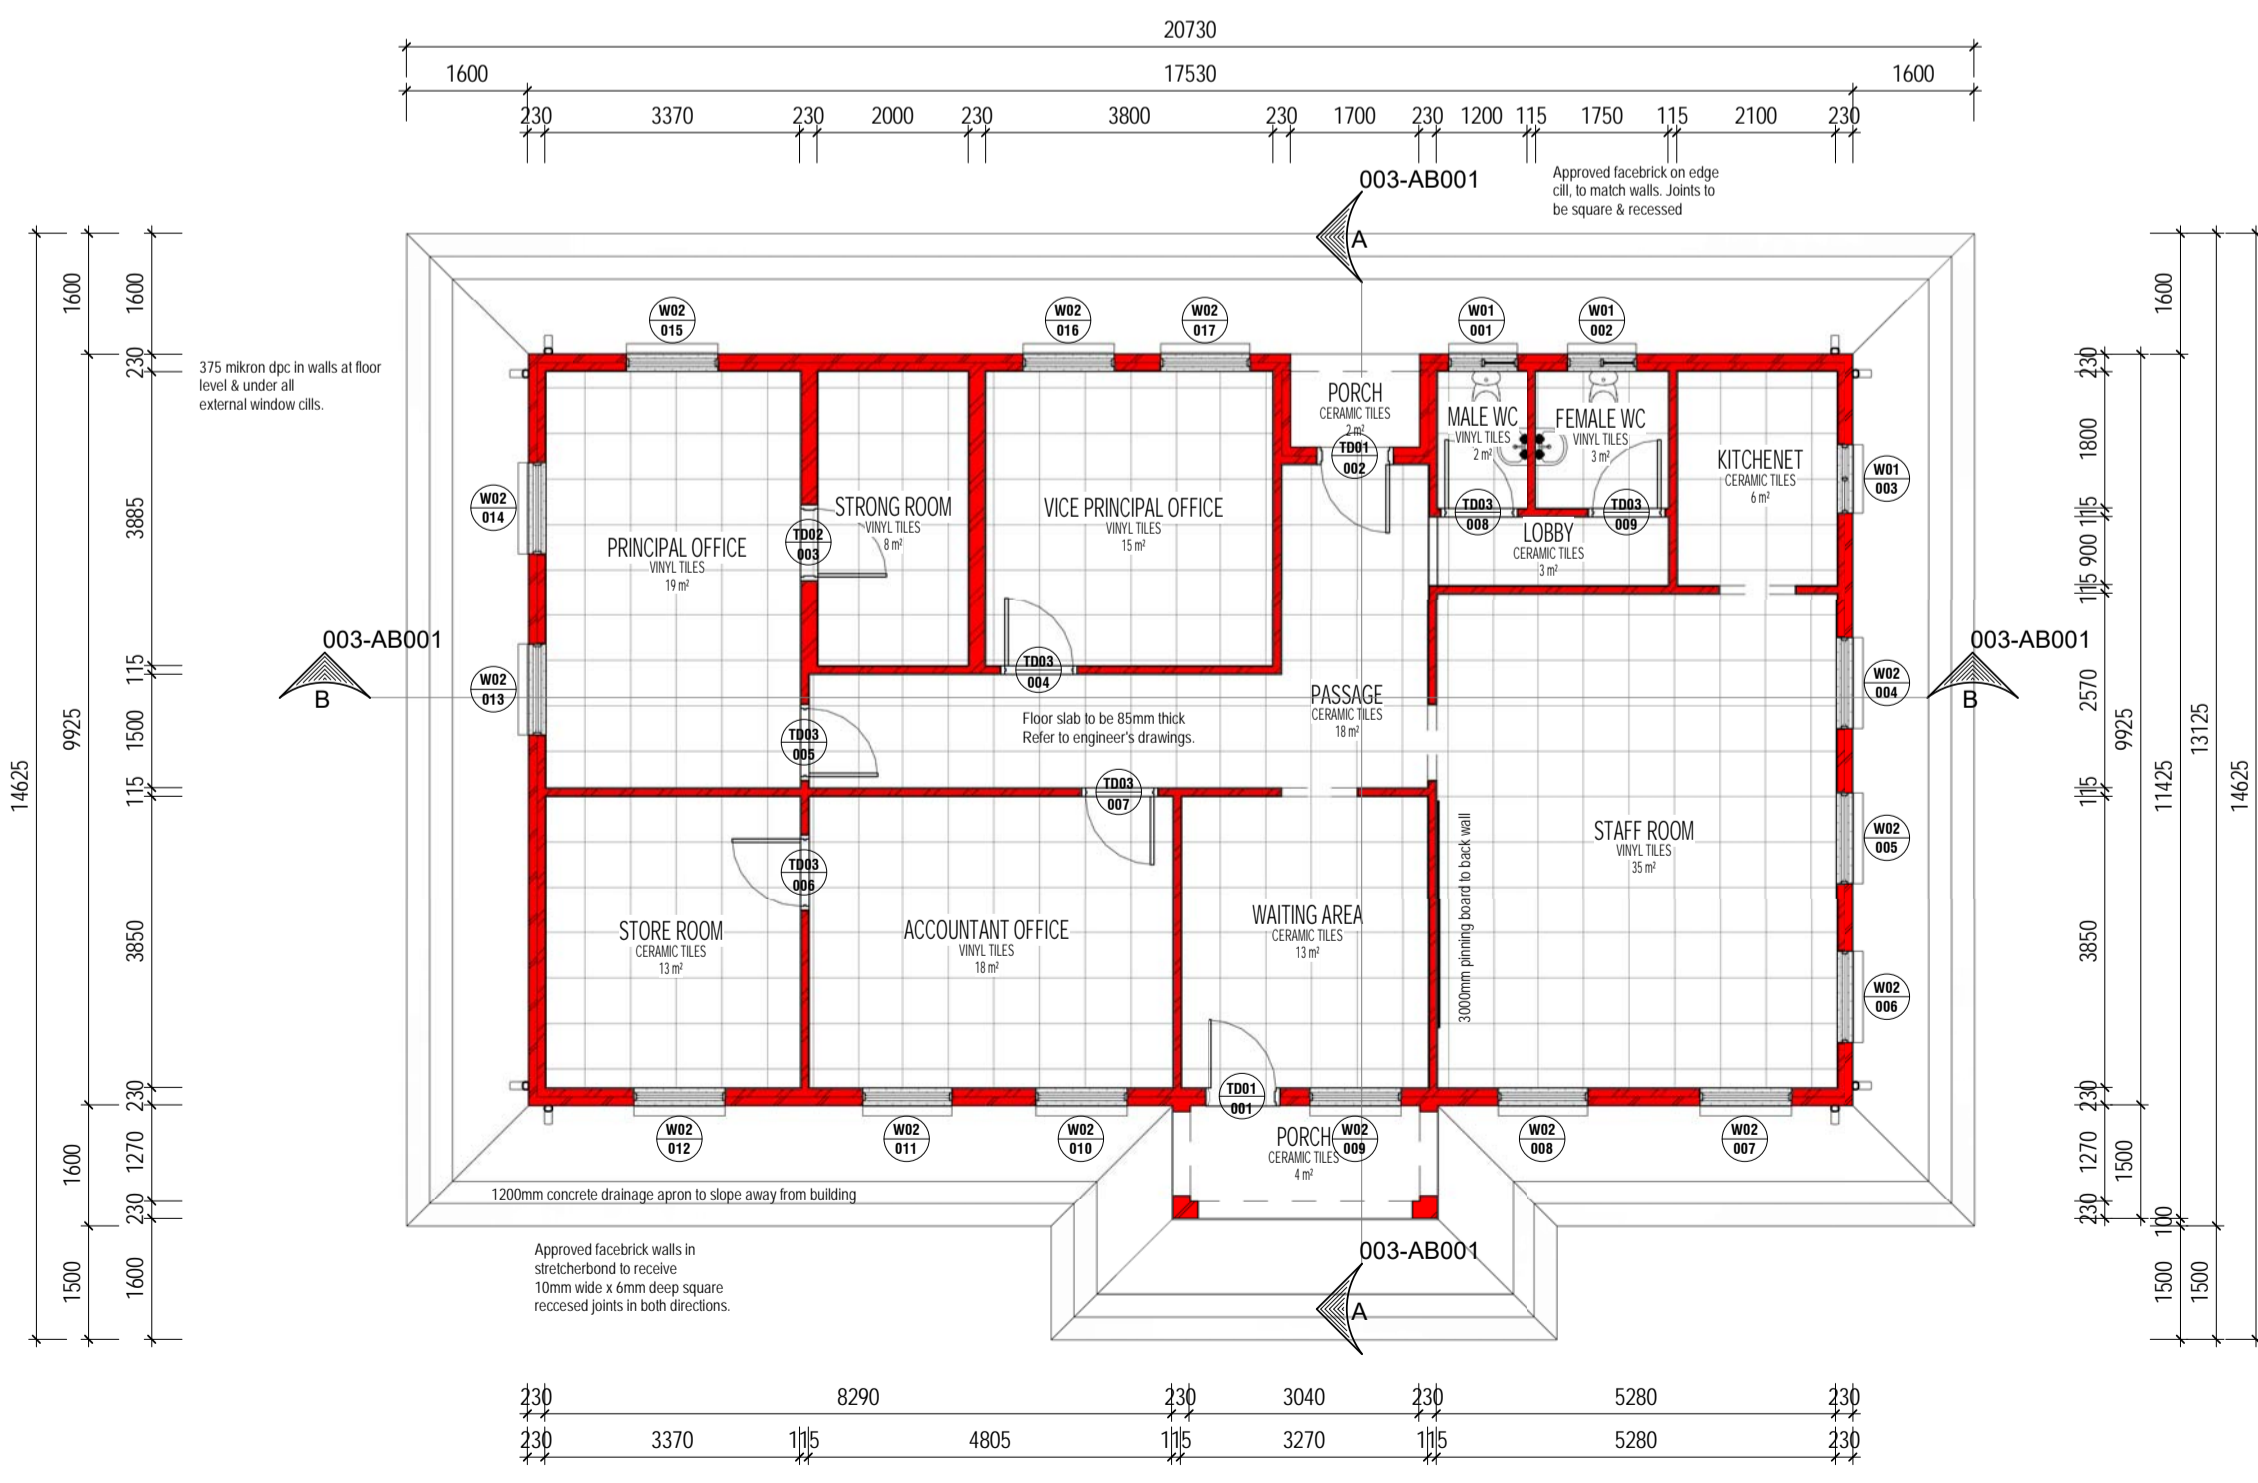 20730
1600 17530 1600
230 3370 230 2000 230 3800 230 1700 230 1200 115 1750 115 2100 230
003-AB001
A
Approved facebrick on edge
cill, to match walls. Joints to
be square & recessed
375 mikron dpc in walls at floor
level & under all
external window cills.
W02
015
W02
016
W02
017
W01
001
W01
002
W02
014
W02
013
W01
003
W02
004
W02
005
W02
006
PORCH
CERAMIC TILES
2 m²
TD01
002
MALE WC
VINYL TILES
2 m²
FEMALE WC
VINYL TILES
3 m²
KITCHENET
CERAMIC TILES
6 m²
TD03
008
TD03
009
LOBBY
CERAMIC TILES
3 m²
STRONG ROOM
VINYL TILES
8 m²
VICE PRINCIPAL OFFICE
VINYL TILES
15 m²
TD02
003
PRINCIPAL OFFICE
VINYL TILES
19 m²
003-AB001
B
003-AB001
B
TD03
004
PASSAGE
CERAMIC TILES
18 m²
Floor slab to be 85mm thick
Refer to engineer's drawings.
TD03
005
TD03
007
TD03
006
STAFF ROOM
VINYL TILES
35 m²
3000mm pinning board to back wall
STORE ROOM
CERAMIC TILES
13 m²
ACCOUNTANT OFFICE
VINYL TILES
18 m²
WAITING AREA
CERAMIC TILES
13 m²
TD01
001
W02
012
W02
011
W02
010
W02
009
W02
008
W02
007
PORCH
CERAMIC TILES
4 m²
1200mm concrete drainage apron to slope away from building
Approved facebrick walls in
stretcherbond to receive
10mm wide x 6mm deep square
reccesed joints in both directions.
003-AB001
A
14625
1600 9925 1600 1500
1600 230 3885 115 1500 115 3850 230 1270 230 1600
230 1800 115 900 115 2570 115 3850 230 1270 230
9925 1500
1600 11425 100 1500
13125 1500
14625
230 8290 230 3040 230 5280 230
230 3370 115 4805 115 3270 115 5280 230